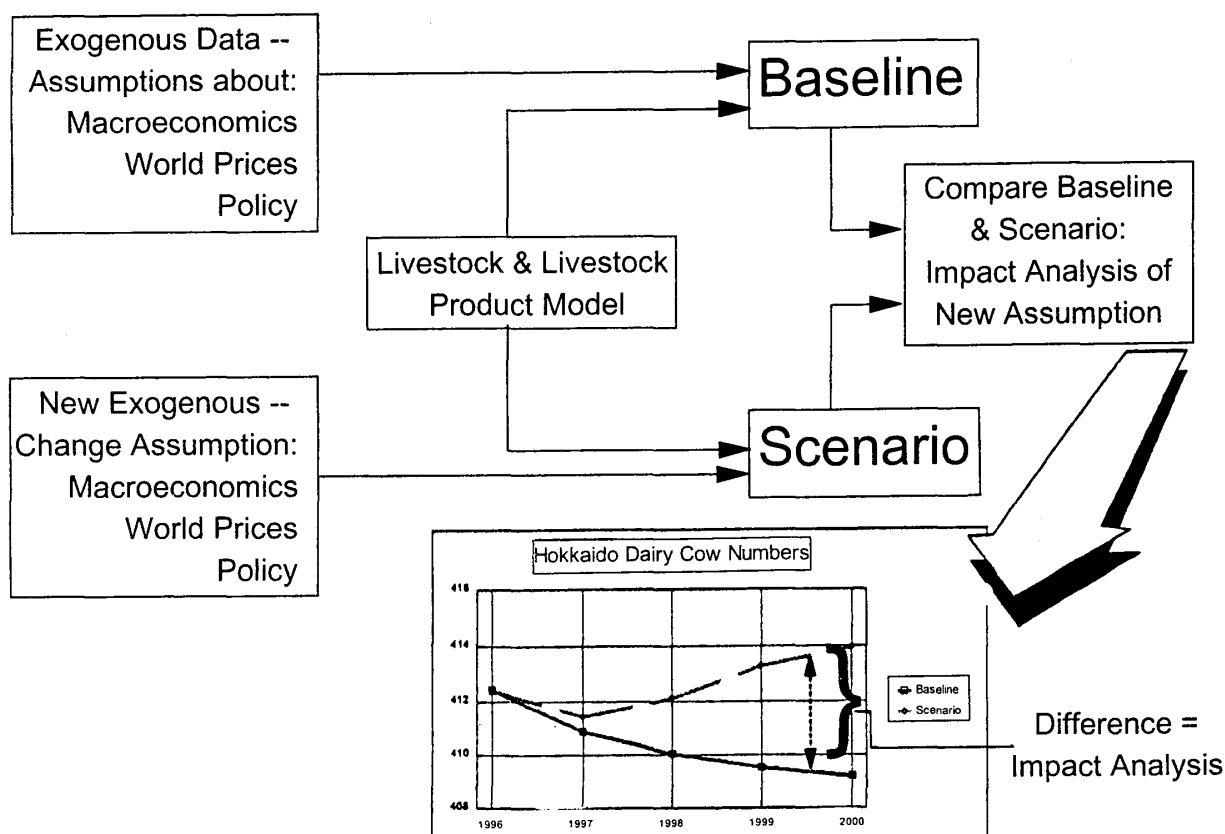 Exogenous Data --
Assumptions about:
Macroeconomics
World Prices
Policy
Baseline
Livestock & Livestock
Product Model
Compare Baseline
& Scenario:
Impact Analysis of
New Assumption
New Exogenous --
Change Assumption:
Macroeconomics
World Prices
Policy
Scenario
Hokkaido Dairy Cow Numbers
416
414
412
410
408
1996
1997
1998
1999
2000
Baseline
Scenario
Difference =
Impact Analysis